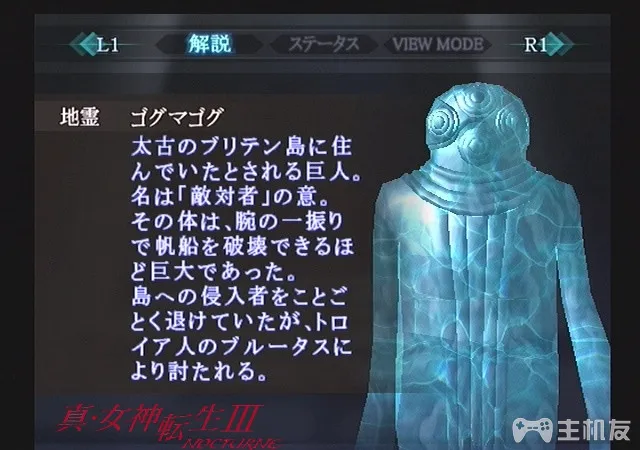 L1 解説 ステータス VIEW MODE R1
地霊 ゴグマゴグ
太古のブリテン島に住
んでいたとされる巨人。
名は「敵対者」の意。
その体は、腕の一振り
で帆船を破壊できるほ
ど巨大であった。
島への侵入者をことご
とく退けていたが、トロ
イア人のブルータスに
より討たれる。
真・女神転生III
NOCTURNE
主机友